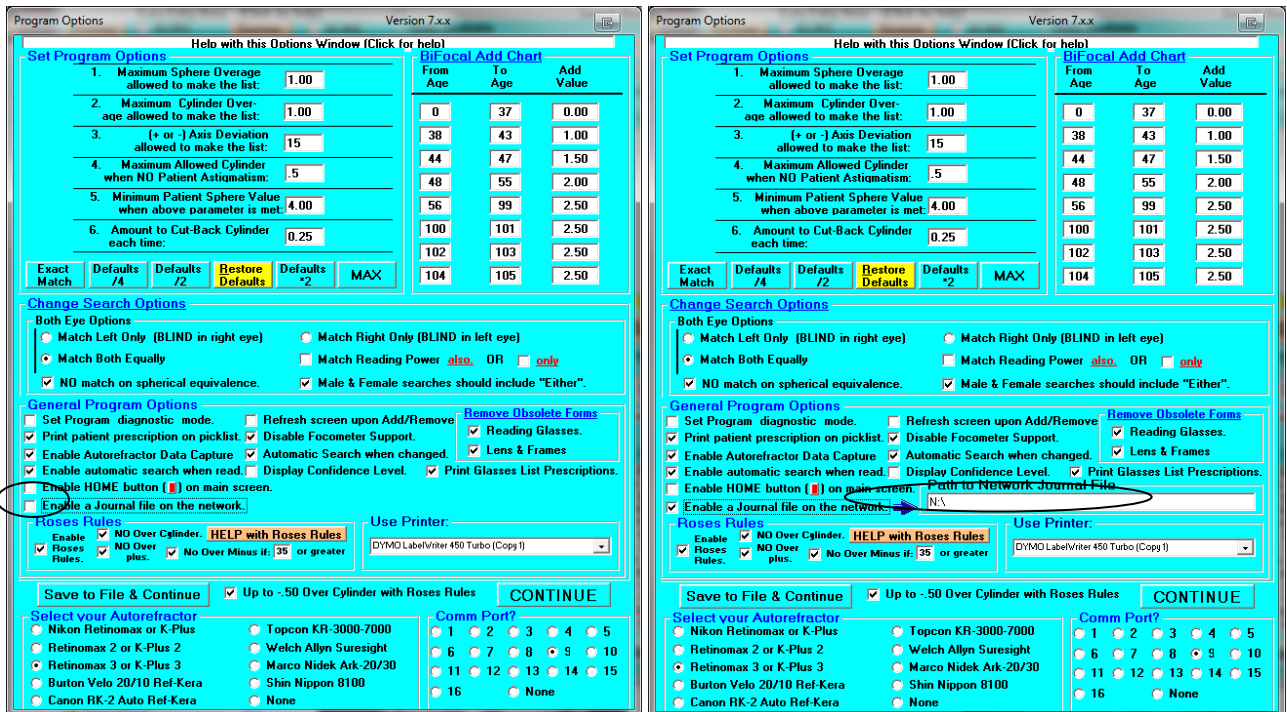 Program Options Version 7.x.x
Help with this Options Window (Click for help)
Set Program Options
1. Maximum Sphere Overage
allowed to make the list: 1.00
2. Maximum Cylinder Over-
age allowed to make the list: 1.00
3. (+ or -) Axis Deviation
allowed to make the list: 15
4. Maximum Allowed Cylinder
when NO Patient Astigmatism: .5
5. Minimum Patient Sphere Value
when above parameter is met: 4.00
6. Amount to Cut-Back Cylinder
each time: 0.25
Exact Match Defaults /4 Defaults /2 Restore Defaults Defaults *2 MAX
BiFocal Add Chart
From Age To Age Add Value
0 37 0.00
38 43 1.00
44 47 1.50
48 55 2.00
56 99 2.50
100 101 2.50
102 103 2.50
104 105 2.50
Change Search Options
Both Eye Options
Match Left Only (BLIND in right eye) Match Right Only (BLIND in left eye)
Match Both Equally Match Reading Power also. OR only
NO match on spherical equivalence. Male & Female searches should include "Either".
General Program Options
Set Program diagnostic mode. Refresh screen upon Add/Remove
Print patient prescription on picklist. Disable Focometer Support.
Enable Autorefractor Data Capture Automatic Search when changed.
Enable automatic search when read. Display Confidence Level. Print Glasses List Prescriptions.
Enable HOME button ( ) on main screen.
Enable a Journal file on the network.
Remove Obsolete Forms
Reading Glasses.
Lens & Frames
Roses Rules
Enable Roses Rules. NO Over Cylinder. HELP with Roses Rules
NO Over plus. No Over Minus if: 35 or greater
Use Printer:
DYMO LabelWriter 450 Turbo (Copy 1)
Save to File & Continue Up to -.50 Over Cylinder with Roses Rules CONTINUE
Select your Autorefractor
Nikon Retinomax or K-Plus Topcon KR-3000-7000
Retinomax 2 or K-Plus 2 Welch Allyn Suresight
Retinomax 3 or K-Plus 3 Marco Nidek Ark-20/30
Burton Velo 20/10 Ref-Kera Shin Nippon 8100
Canon RK-2 Auto Ref-Kera None
Comm Port?
1 2 3 4 5
6 7 8 9 10
11 12 13 14 15
16 None
Program Options Version 7.x.x
Help with this Options Window (Click for help)
Set Program Options
1. Maximum Sphere Overage
allowed to make the list: 1.00
2. Maximum Cylinder Over-
age allowed to make the list: 1.00
3. (+ or -) Axis Deviation
allowed to make the list: 15
4. Maximum Allowed Cylinder
when NO Patient Astigmatism: .5
5. Minimum Patient Sphere Value
when above parameter is met: 4.00
6. Amount to Cut-Back Cylinder
each time: 0.25
Exact Match Defaults /4 Defaults /2 Restore Defaults Defaults *2 MAX
BiFocal Add Chart
From Age To Age Add Value
0 37 0.00
38 43 1.00
44 47 1.50
48 55 2.00
56 99 2.50
100 101 2.50
102 103 2.50
104 105 2.50
Change Search Options
Both Eye Options
Match Left Only (BLIND in right eye) Match Right Only (BLIND in left eye)
Match Both Equally Match Reading Power also. OR only
NO match on spherical equivalence. Male & Female searches should include "Either".
General Program Options
Set Program diagnostic mode. Refresh screen upon Add/Remove
Print patient prescription on picklist. Disable Focometer Support.
Enable Autorefractor Data Capture Automatic Search when changed.
Enable automatic search when read. Display Confidence Level. Print Glasses List Prescriptions.
Enable HOME button ( ) on main screen. Path to Network Journal File
Enable a Journal file on the network. N:\
Remove Obsolete Forms
Reading Glasses.
Lens & Frames
Roses Rules
Enable Roses Rules. NO Over Cylinder. HELP with Roses Rules
NO Over plus. No Over Minus if: 35 or greater
Use Printer:
DYMO LabelWriter 450 Turbo (Copy 1)
Save to File & Continue Up to -.50 Over Cylinder with Roses Rules CONTINUE
Select your Autorefractor
Nikon Retinomax or K-Plus Topcon KR-3000-7000
Retinomax 2 or K-Plus 2 Welch Allyn Suresight
Retinomax 3 or K-Plus 3 Marco Nidek Ark-20/30
Burton Velo 20/10 Ref-Kera Shin Nippon 8100
Canon RK-2 Auto Ref-Kera None
Comm Port?
1 2 3 4 5
6 7 8 9 10
11 12 13 14 15
16 None